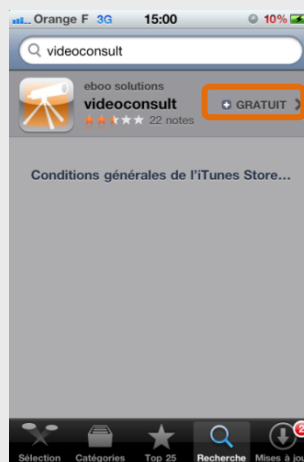 Orange F 3G 15:00 10%
videoconsult
eboo solutions
videoconsult
GRATUIT
22 notes
Conditions générales de l'iTunes Store...
2
Sélection Catégories Top 25 Recherche Mises à jour